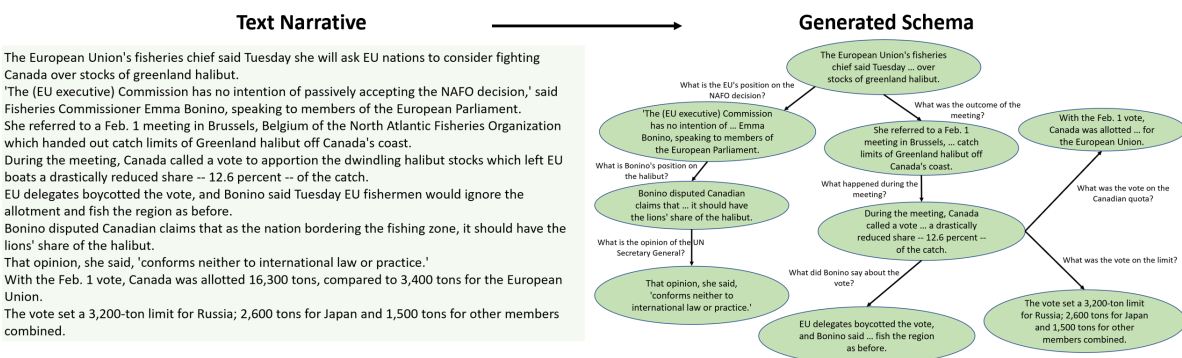 Text Narrative
Generated Schema
The European Union's fisheries chief said Tuesday she will ask EU nations to consider fighting
Canada over stocks of greenland halibut.
'The (EU executive) Commission has no intention of passively accepting the NAFO decision,' said
Fisheries Commissioner Emma Bonino, speaking to members of the European Parliament.
She referred to a Feb. 1 meeting in Brussels, Belgium of the North Atlantic Fisheries Organization
which handed out catch limits of Greenland halibut off Canada's coast.
During the meeting, Canada called a vote to apportion the dwindling halibut stocks which left EU
boats a drastically reduced share -- 12.6 percent -- of the catch.
EU delegates boycotted the vote, and Bonino said Tuesday EU fishermen would ignore the
allotment and fish the region as before.
Bonino disputed Canadian claims that as the nation bordering the fishing zone, it should have the
lions' share of the halibut.
That opinion, she said, 'conforms neither to international law or practice.'
With the Feb. 1 vote, Canada was allotted 16,300 tons, compared to 3,400 tons for the European
Union.
The vote set a 3,200-ton limit for Russia; 2,600 tons for Japan and 1,500 tons for other members
combined.
The European Union's fisheries
chief said Tuesday ... over
stocks of greenland halibut.
What is the EU's position on the
NAFO decision?
What was the outcome of the
meeting?
'The (EU executive) Commission
has no intention of ... Emma
Bonino, speaking to members of
the European Parliament.
She referred to a Feb. 1
meeting in Brussels, ... catch
limits of Greenland halibut off
Canada's coast.
With the Feb. 1 vote,
Canada was allotted ... for
the European Union.
What is Bonino's position on
the halibut?
What happened during the
meeting?
What was the vote on the
Canadian quota?
Bonino disputed Canadian
claims that ... it should have
the lions' share of the halibut.
During the meeting, Canada
called a vote ... a drastically
reduced share -- 12.6 percent --
of the catch.
What is the opinion of the UN
Secretary General?
What did Bonino say about the
vote?
What was the vote on the limit?
That opinion, she said,
'conforms neither to
international law or practice.'
EU delegates boycotted the vote,
and Bonino said ... fish the region
as before.
The vote set a 3,200-ton limit
for Russia; 2,600 tons for Japan
and 1,500 tons for other
members combined.